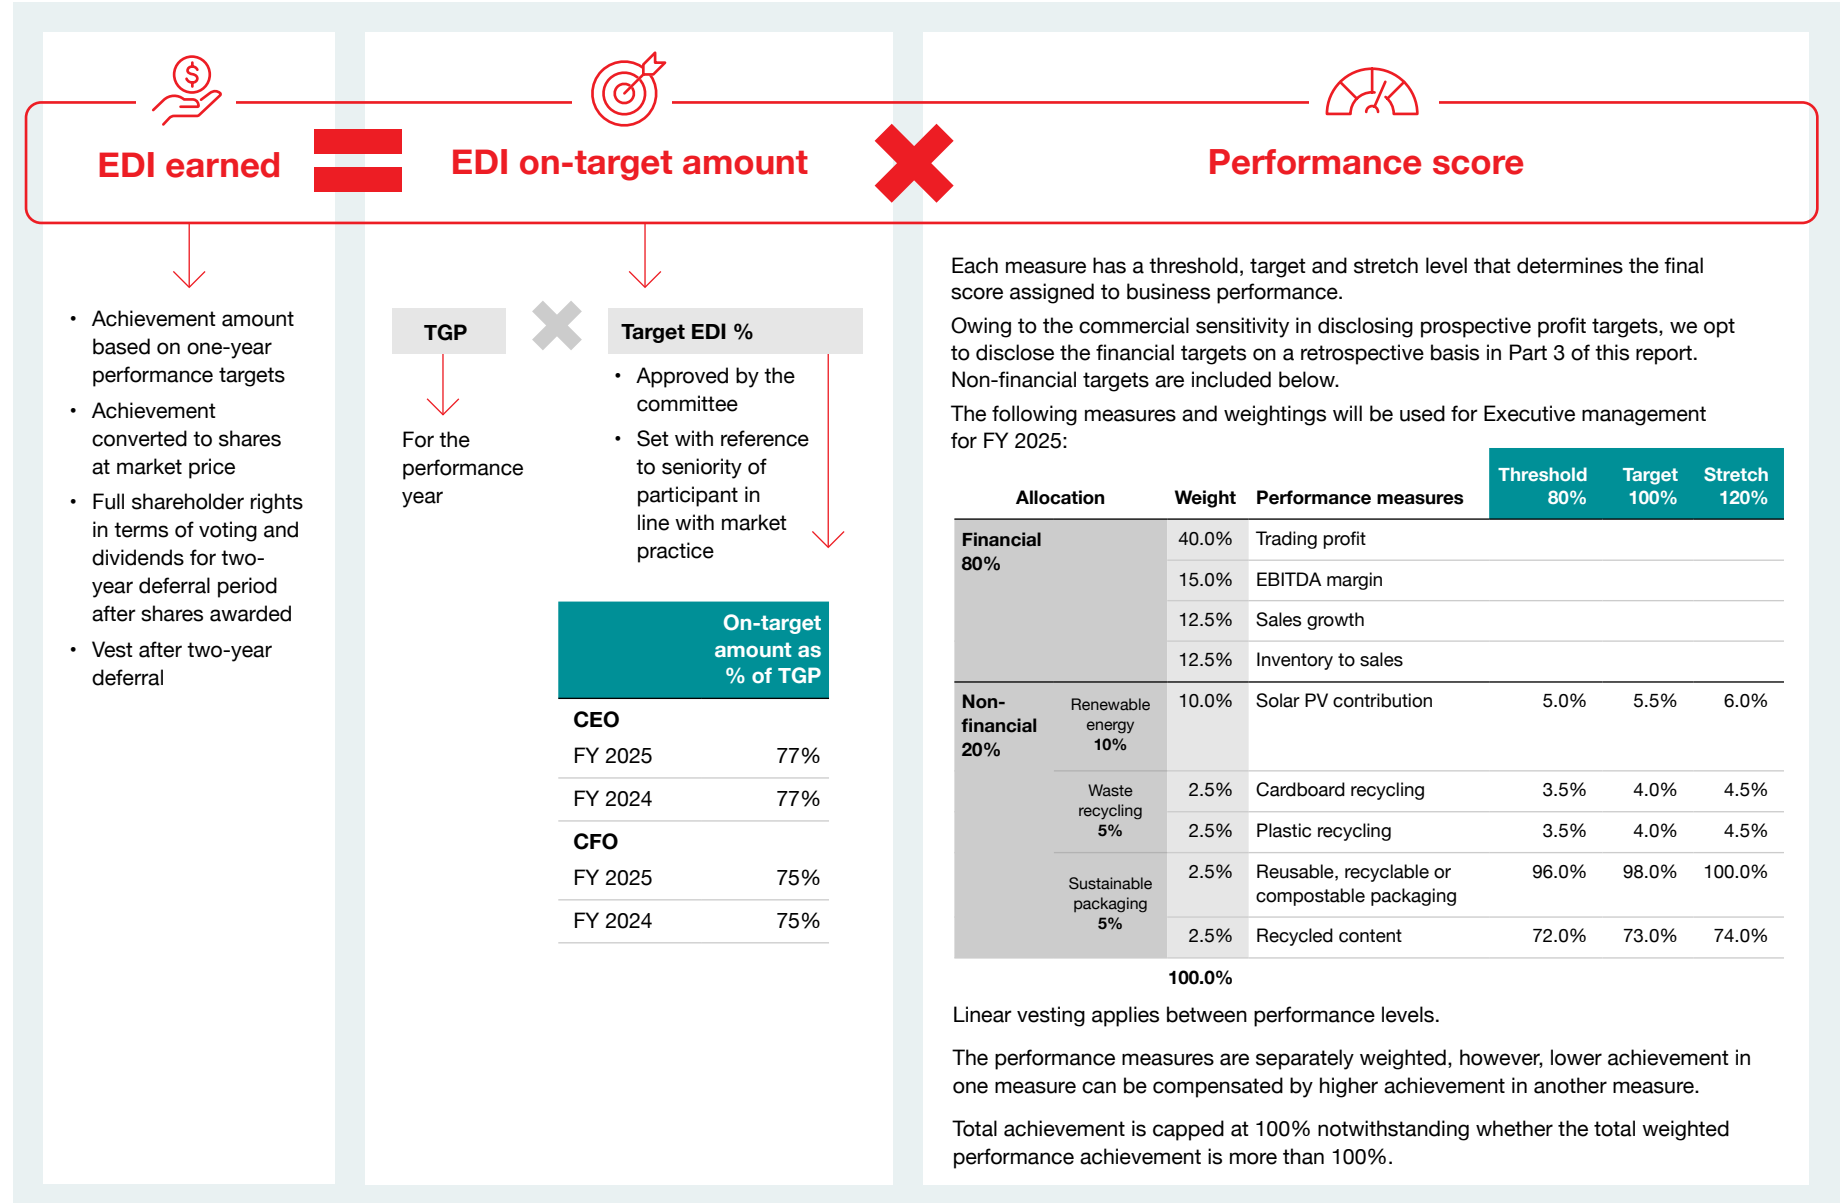 $
EDI earned
EDI on-target amount
Performance score
• Achievement amount
based on one-year
performance targets
• Achievement
converted to shares
at market price
• Full shareholder rights
in terms of voting and
dividends for two-
year deferral period
after shares awarded
• Vest after two-year
deferral
TGP
Target EDI %
For the
performance
year
• Approved by the
committee
• Set with reference
to seniority of
participant in
line with market
practice
On-target
amount as
% of TGP
CEO
FY 2025 77%
FY 2024 77%
CFO
FY 2025 75%
FY 2024 75%
Each measure has a threshold, target and stretch level that determines the final
score assigned to business performance.
Owing to the commercial sensitivity in disclosing prospective profit targets, we opt
to disclose the financial targets on a retrospective basis in Part 3 of this report.
Non-financial targets are included below.
The following measures and weightings will be used for Executive management
for FY 2025:
Threshold Target Stretch
Allocation Weight Performance measures 80% 100% 120%
Financial 40.0% Trading profit
80%
15.0% EBITDA margin
12.5% Sales growth
12.5% Inventory to sales
Non- Renewable 10.0% Solar PV contribution 5.0% 5.5% 6.0%
financial energy
20% 10%
Waste 2.5% Cardboard recycling 3.5% 4.0% 4.5%
recycling
5% 2.5% Plastic recycling 3.5% 4.0% 4.5%
2.5% Reusable, recyclable or 96.0% 98.0% 100.0%
Sustainable compostable packaging
packaging
5% 2.5% Recycled content 72.0% 73.0% 74.0%
100.0%
Linear vesting applies between performance levels.
The performance measures are separately weighted, however, lower achievement in
one measure can be compensated by higher achievement in another measure.
Total achievement is capped at 100% notwithstanding whether the total weighted
performance achievement is more than 100%.